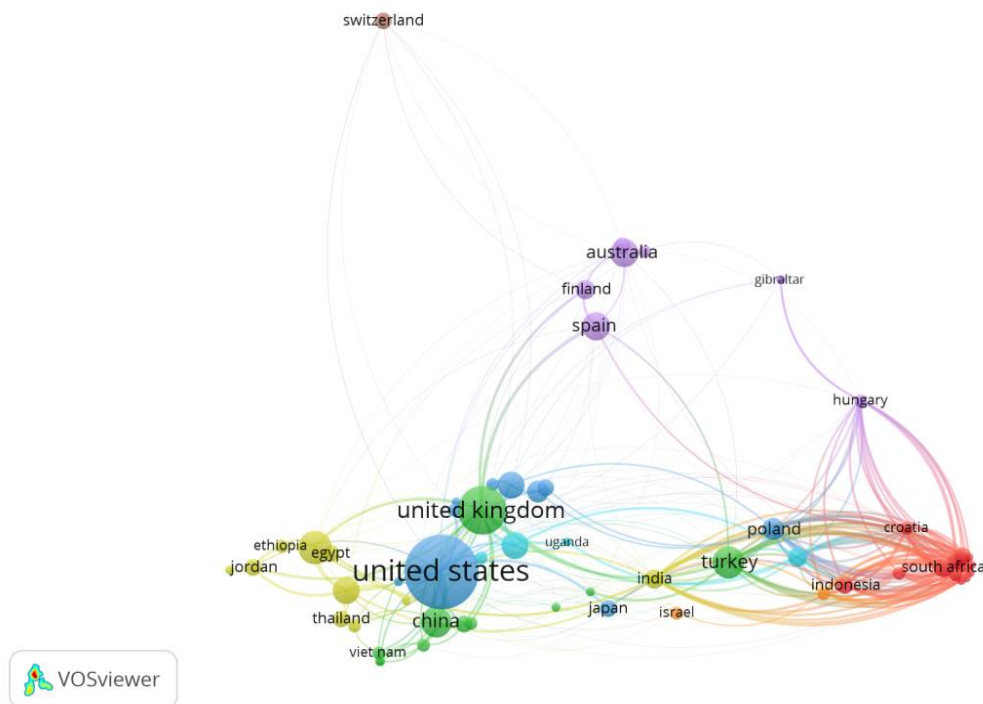 switzerland
australia
gibraltar
finland
spain
hungary
united kingdom
croatia
poland
uganda
ethiopia
egypt
turkey
jordan
united states
south africa
india
indonesia
japan
israel
thailand
china
viet nam
VOSviewer